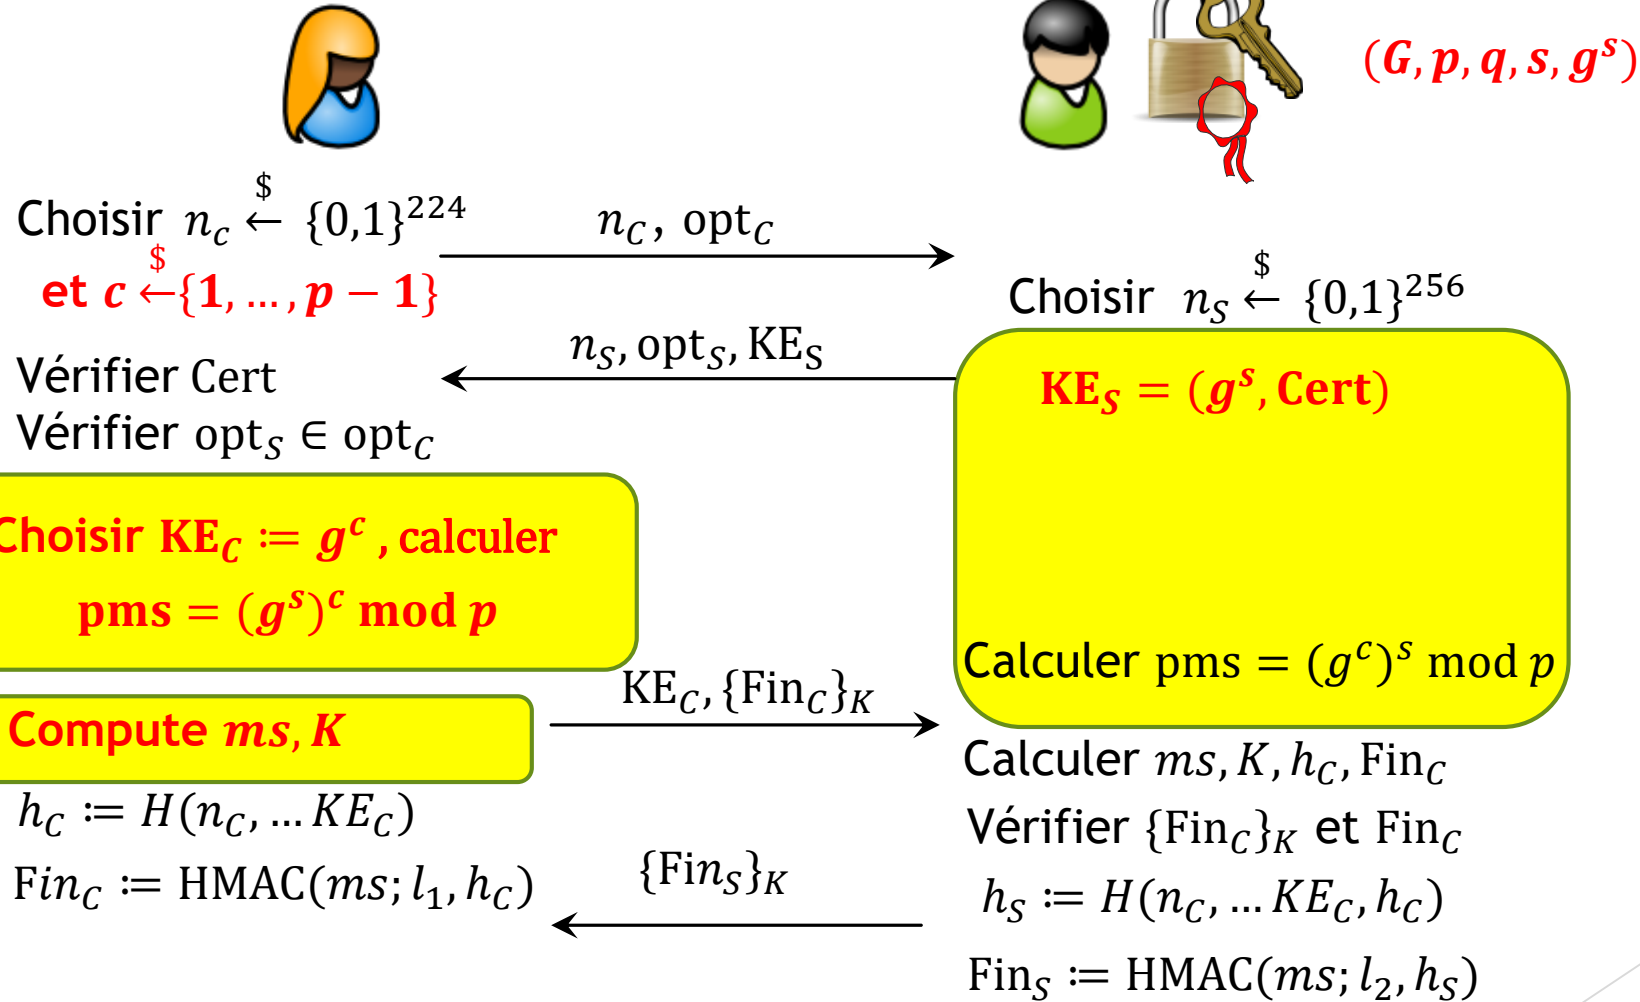 (G, p, q, s, g^s)
Choisir n_c ←$ {0,1}^224
et c ←$ {1, … , p − 1}
n_C, opt_C
Choisir n_S ←$ {0,1}^256
n_S, opt_S, KE_S
Vérifier Cert
Vérifier opt_S ∈ opt_C
KE_S = (g^s, Cert)
Choisir KE_C ≔ g^c , calculer
pms = (g^s)^c mod p
Calculer pms = (g^c)^s mod p
KE_C, {Fin_C}_K
Compute ms, K
Calculer ms, K, h_C, Fin_C
h_C ≔ H(n_C, … KE_C)
Vérifier {Fin_C}_K et Fin_C
Fin_C ≔ HMAC(ms; l_1, h_C)
{Fin_S}_K
h_S ≔ H(n_C, … KE_C, h_C)
Fin_S ≔ HMAC(ms; l_2, h_S)